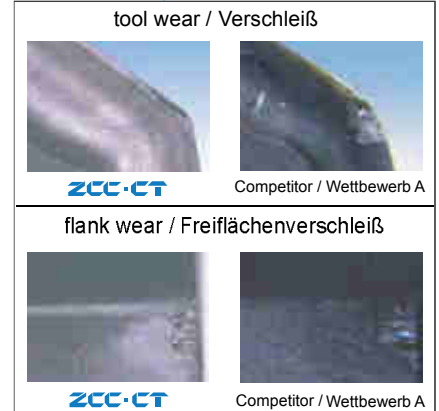 tool wear / Verschleiß
ZCC·CT Competitor / Wettbewerb A
flank wear / Freiflächenverschleiß
ZCC·CT Competitor / Wettbewerb A